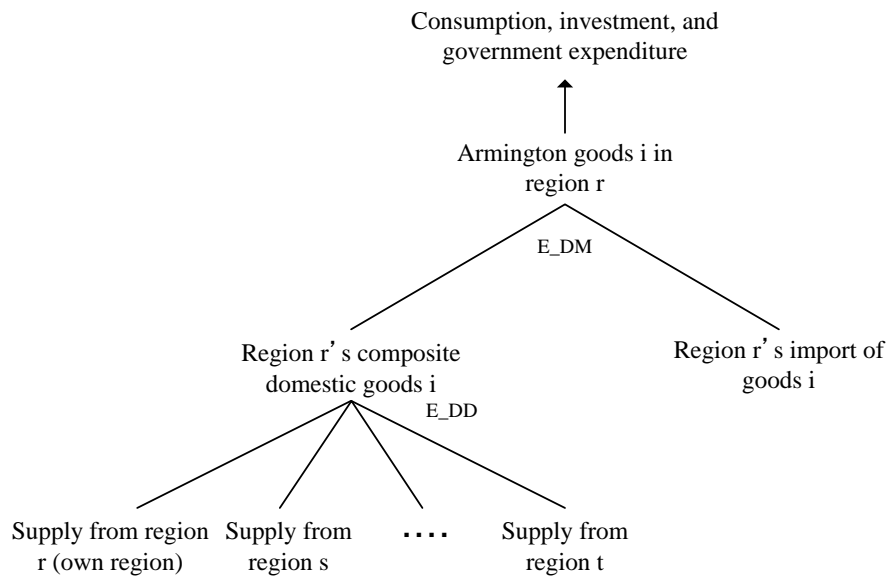 Consumption, investment, and
government expenditure
Armington goods i in
region r
E_DM
Region r's composite
domestic goods i
Region r's import of
goods i
E_DD
Supply from region
r (own region)
Supply from
region s
....
Supply from
region t